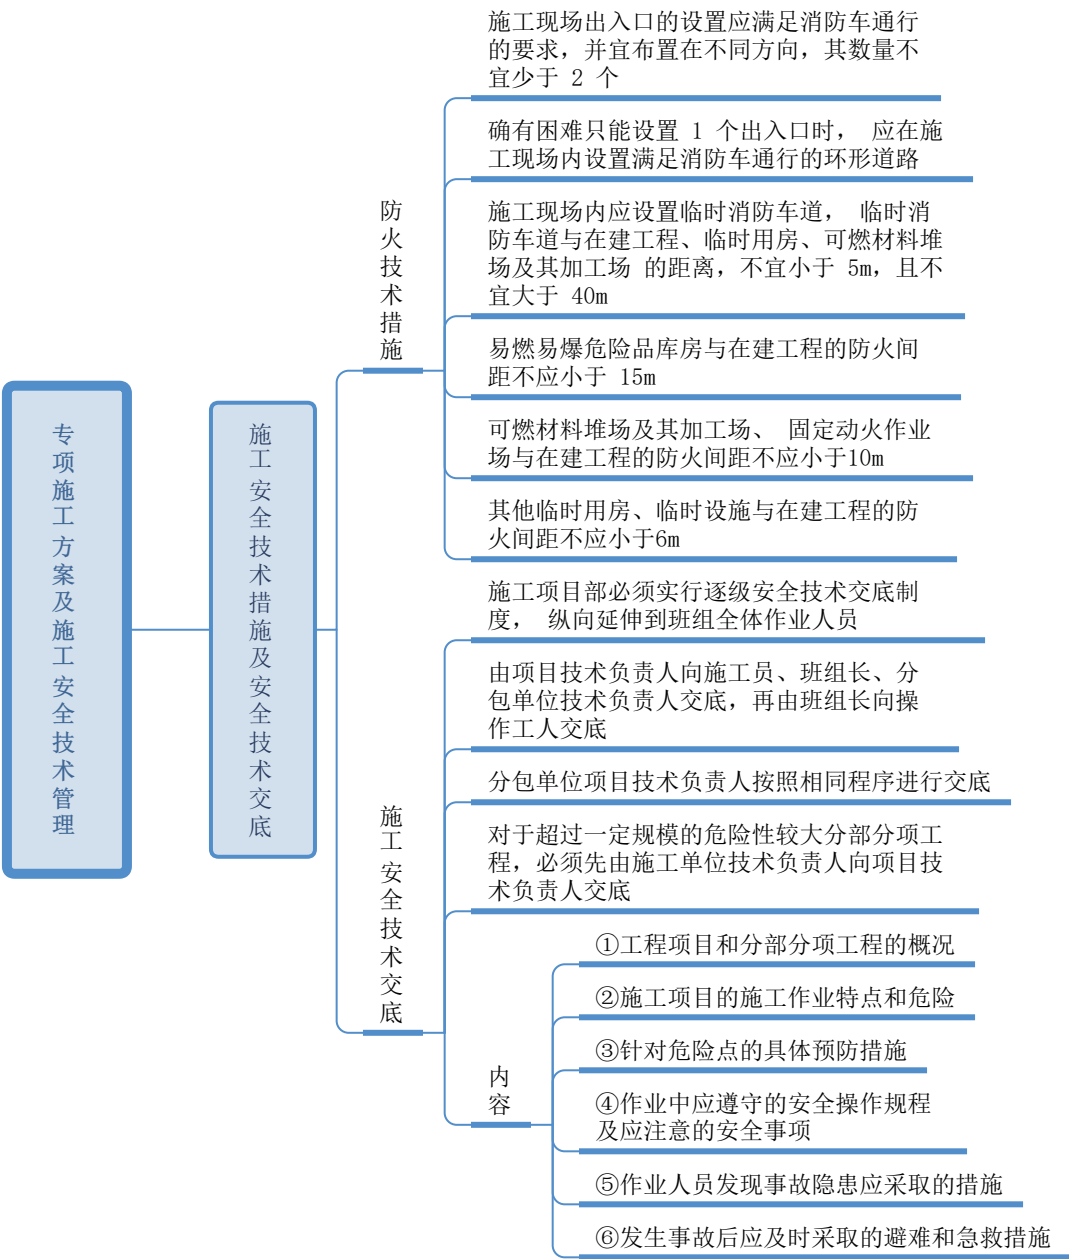 专项施工方案及施工安全技术管理
施工安全技术措施及安全技术交底
防火技术措施
施工现场出入口的设置应满足消防车通行
的要求，并宜布置在不同方向，其数量不
宜少于 2 个
确有困难只能设置 1 个出入口时， 应在施
工现场内设置满足消防车通行的环形道路
施工现场内应设置临时消防车道， 临时消
防车道与在建工程、临时用房、可燃材料堆
场及其加工场 的距离，不宜小于 5m，且不
宜大于 40m
易燃易爆危险品库房与在建工程的防火间
距不应小于 15m
可燃材料堆场及其加工场、 固定动火作业
场与在建工程的防火间距不应小于10m
其他临时用房、临时设施与在建工程的防
火间距不应小于6m
施工安全技术交底
施工项目部必须实行逐级安全技术交底制
度， 纵向延伸到班组全体作业人员
由项目技术负责人向施工员、班组长、分
包单位技术负责人交底，再由班组长向操
作工人交底
分包单位项目技术负责人按照相同程序进行交底
对于超过一定规模的危险性较大分部分项工
程，必须先由施工单位技术负责人向项目技
术负责人交底
内容
①工程项目和分部分项工程的概况
②施工项目的施工作业特点和危险
③针对危险点的具体预防措施
④作业中应遵守的安全操作规程
及应注意的安全事项
⑤作业人员发现事故隐患应采取的措施
⑥发生事故后应及时采取的避难和急救措施